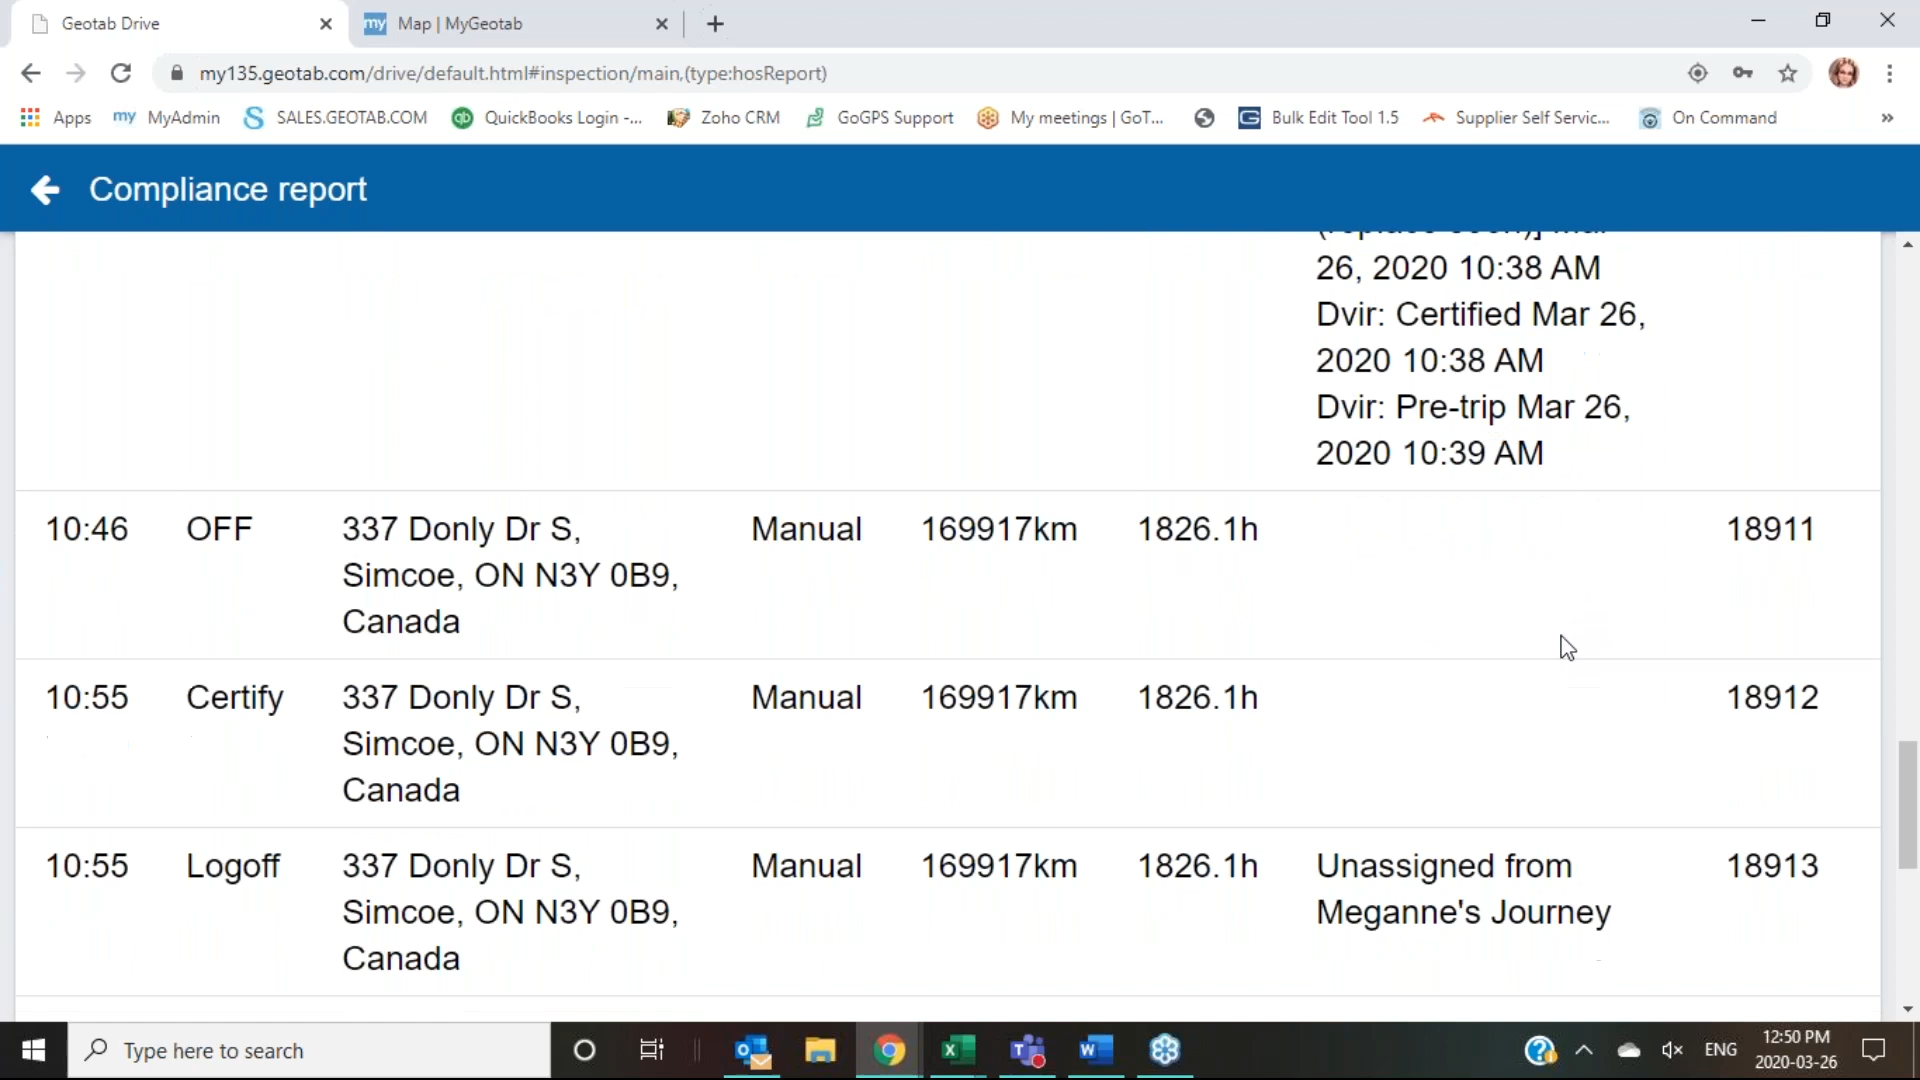 Geotab Drive
my Map | MyGeotab
my135.geotab.com/drive/default.html#inspection/main,(type:hosReport)
Apps
my MyAdmin
SALES.GEOTAB.COM
qb QuickBooks Login -...
Zoho CRM
GoGPS Support
My meetings | GoT...
Bulk Edit Tool 1.5
Supplier Self Servic...
On Command
»
Compliance report
26, 2020 10:38 AM
Dvir: Certified Mar 26,
2020 10:38 AM
Dvir: Pre-trip Mar 26,
2020 10:39 AM
10:46 OFF 337 Donly Dr S, Manual 169917km 1826.1h 18911
Simcoe, ON N3Y 0B9,
Canada
10:55 Certify 337 Donly Dr S, Manual 169917km 1826.1h 18912
Simcoe, ON N3Y 0B9,
Canada
10:55 Logoff 337 Donly Dr S, Manual 169917km 1826.1h Unassigned from 18913
Simcoe, ON N3Y 0B9, Meganne's Journey
Canada
Type here to search
ENG
12:50 PM
2020-03-26